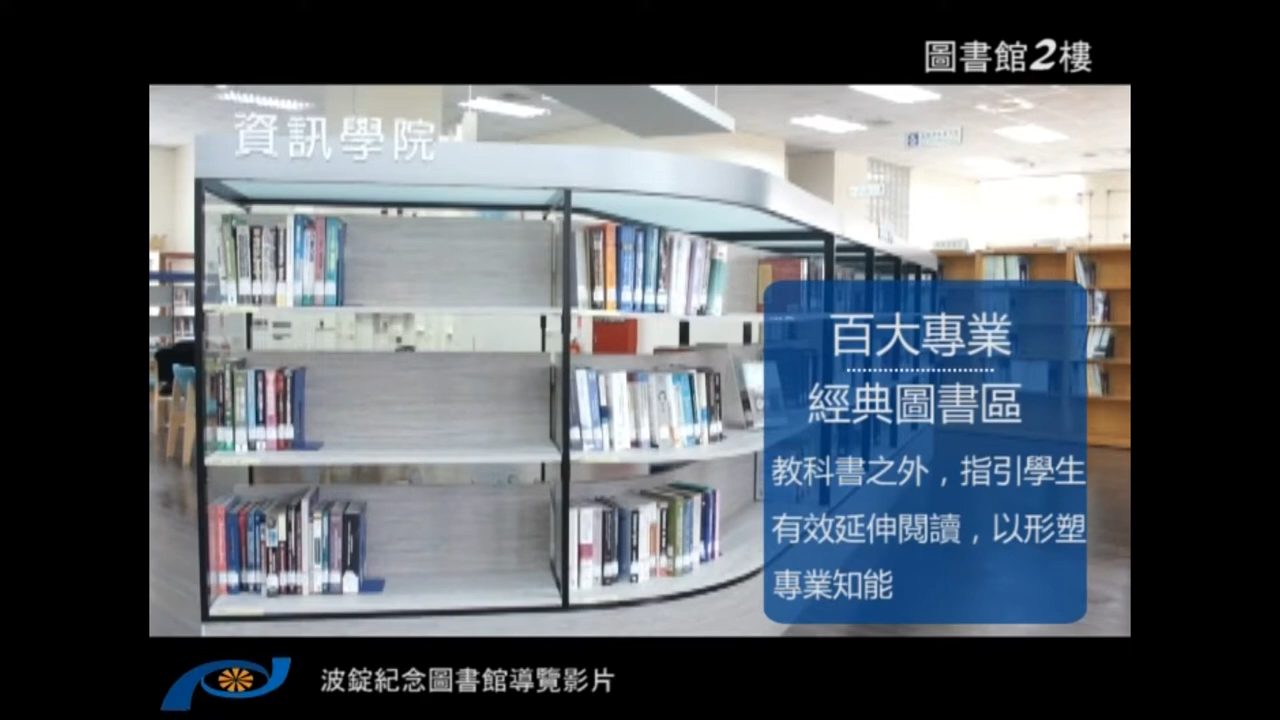 圖書館2樓
資訊學院
百大專業
經典圖書區
教科書之外，指引學生
有效延伸閱讀，以形塑
專業知能
波錠紀念圖書館導覽影片